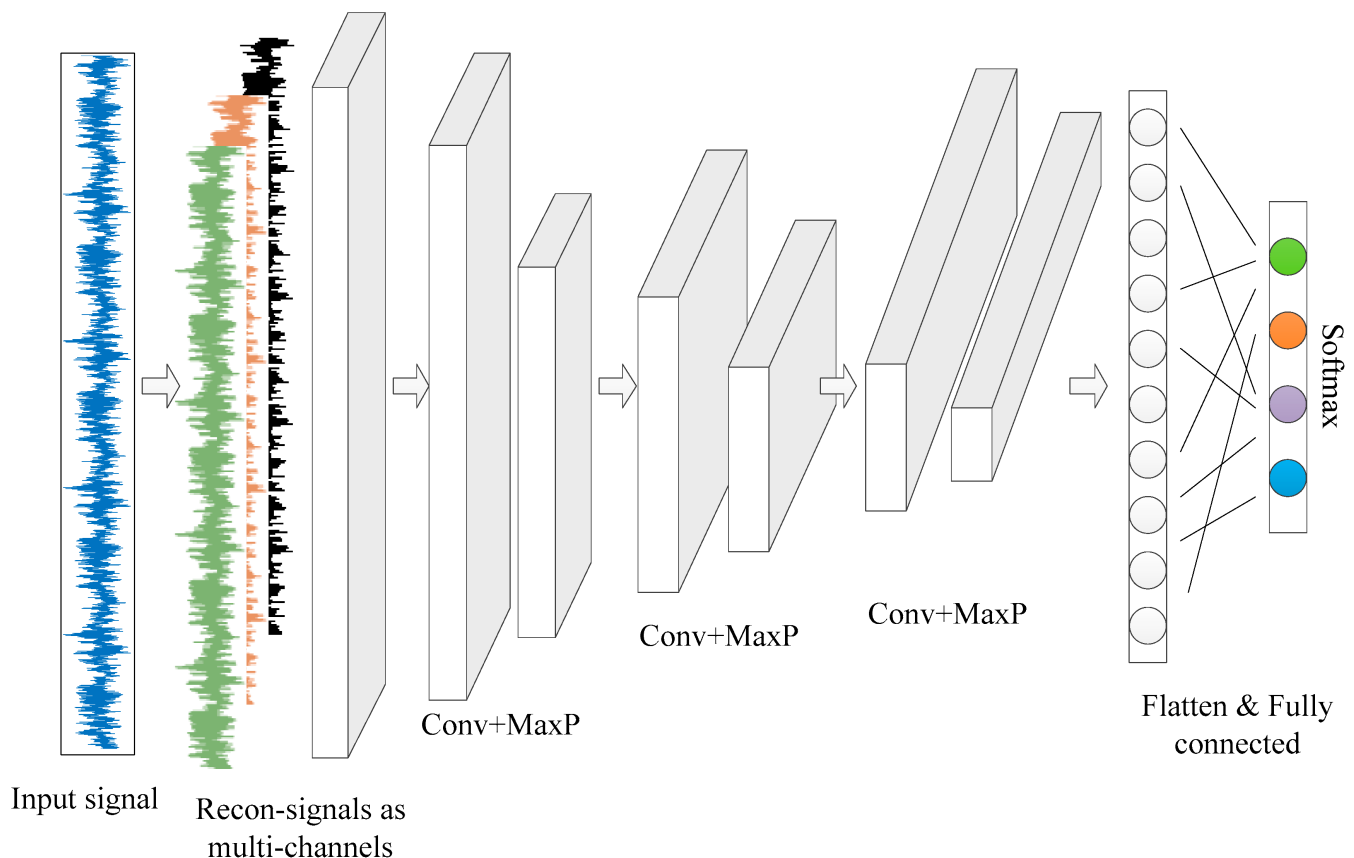 Input signal
Recon-signals as
multi-channels
Conv+MaxP
Conv+MaxP
Conv+MaxP
Flatten & Fully
connected
Softmax